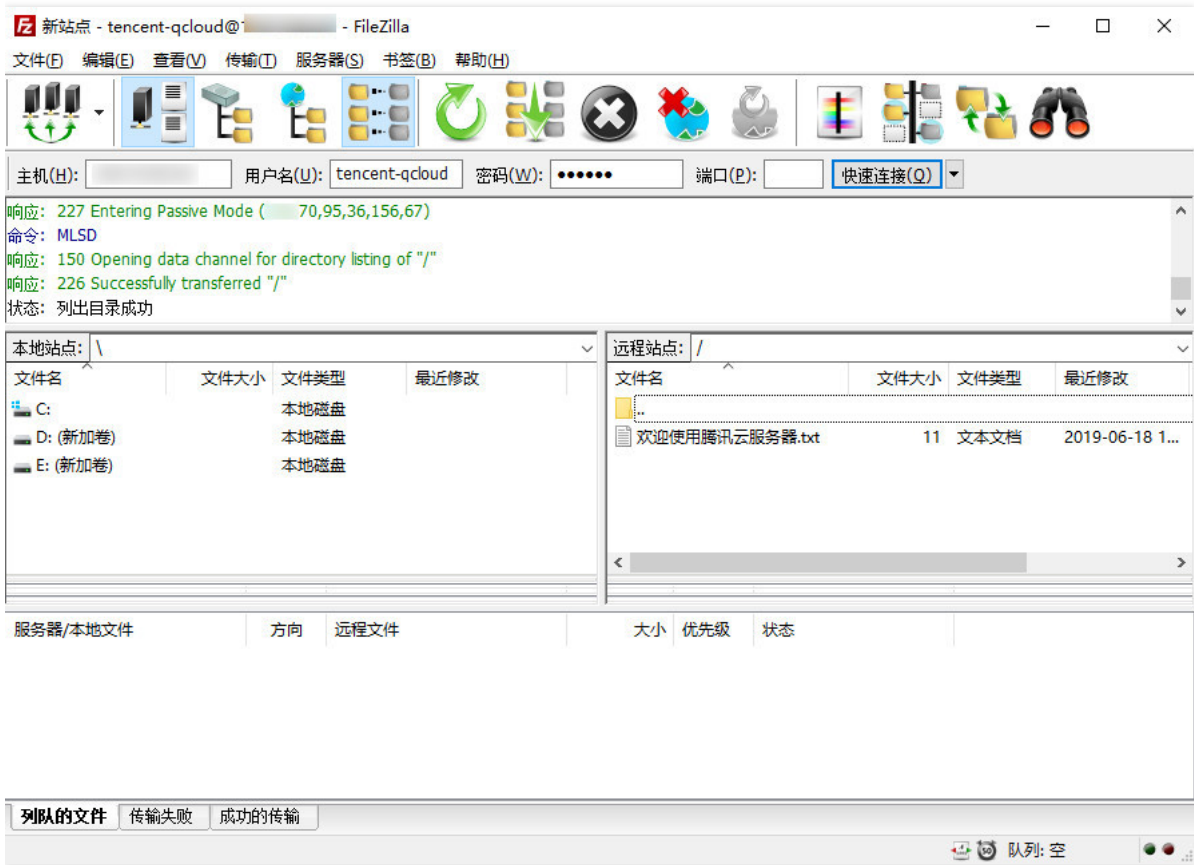 新站点 - tencent-qcloud@ - FileZilla
文件(F) 编辑(E) 查看(V) 传输(T) 服务器(S) 书签(B) 帮助(H)
主机(H): 用户名(U): tencent-qcloud 密码(W): ●●●●●● 端口(P): 快速连接(Q)
响应: 227 Entering Passive Mode ( 70,95,36,156,67)
命令: MLSD
响应: 150 Opening data channel for directory listing of "/"
响应: 226 Successfully transferred "/"
状态: 列出目录成功
本地站点: \
文件名 文件大小 文件类型 最近修改
C: 本地磁盘
D: (新加卷) 本地磁盘
E: (新加卷) 本地磁盘
远程站点: /
文件名 文件大小 文件类型 最近修改
..
欢迎使用腾讯云服务器.txt 11 文本文档 2019-06-18 1...
服务器/本地文件 方向 远程文件 大小 优先级 状态
列队的文件 传输失败 成功的传输
队列: 空